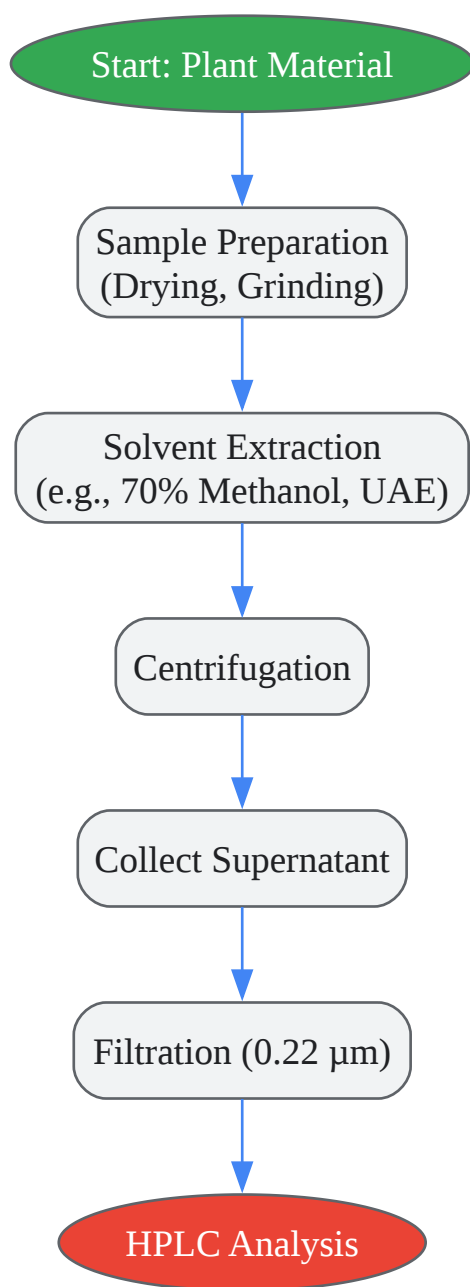 Start: Plant Material
Sample Preparation
(Drying, Grinding)
Solvent Extraction
(e.g., 70% Methanol, UAE)
Centrifugation
Collect Supernatant
Filtration (0.22 µm)
HPLC Analysis